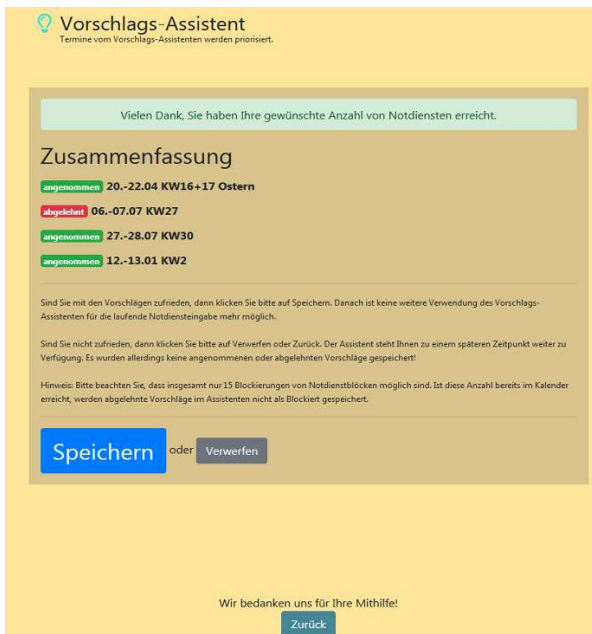 Vorschlags-Assistent
Termine vom Vorschlags-Assistenten werden priorisiert.
Vielen Dank, Sie haben Ihre gewünschte Anzahl von Notdiensten erreicht.
Zusammenfassung
angenommen 20.-22.04 KW16+17 Ostern
abgelehnt 06.-07.07 KW27
angenommen 27.-28.07 KW30
angenommen 12.-13.01 KW2
Sind Sie mit den Vorschlägen zufrieden, dann klicken Sie bitte auf Speichern. Danach ist keine weitere Verwendung des Vorschlags-
Assistenten für die laufende Notdiensteingabe mehr möglich.
Sind Sie nicht zufrieden, dann klicken Sie bitte auf Verwerfen oder Zurück. Der Assistent steht Ihnen zu einem späteren Zeitpunkt weiter zu
Verfügung. Es wurden allerdings keine angenommenen oder abgelehnten Vorschläge gespeichert!
Hinweis: Bitte beachten Sie, dass insgesamt nur 15 Blockierungen von Notdienstblöcken möglich sind. Ist diese Anzahl bereits im Kalender
erreicht, werden abgelehnte Vorschläge im Assistenten nicht als Blockiert gespeichert.
Speichern oder Verwerfen
Wir bedanken uns für Ihre Mithilfe!
Zurück